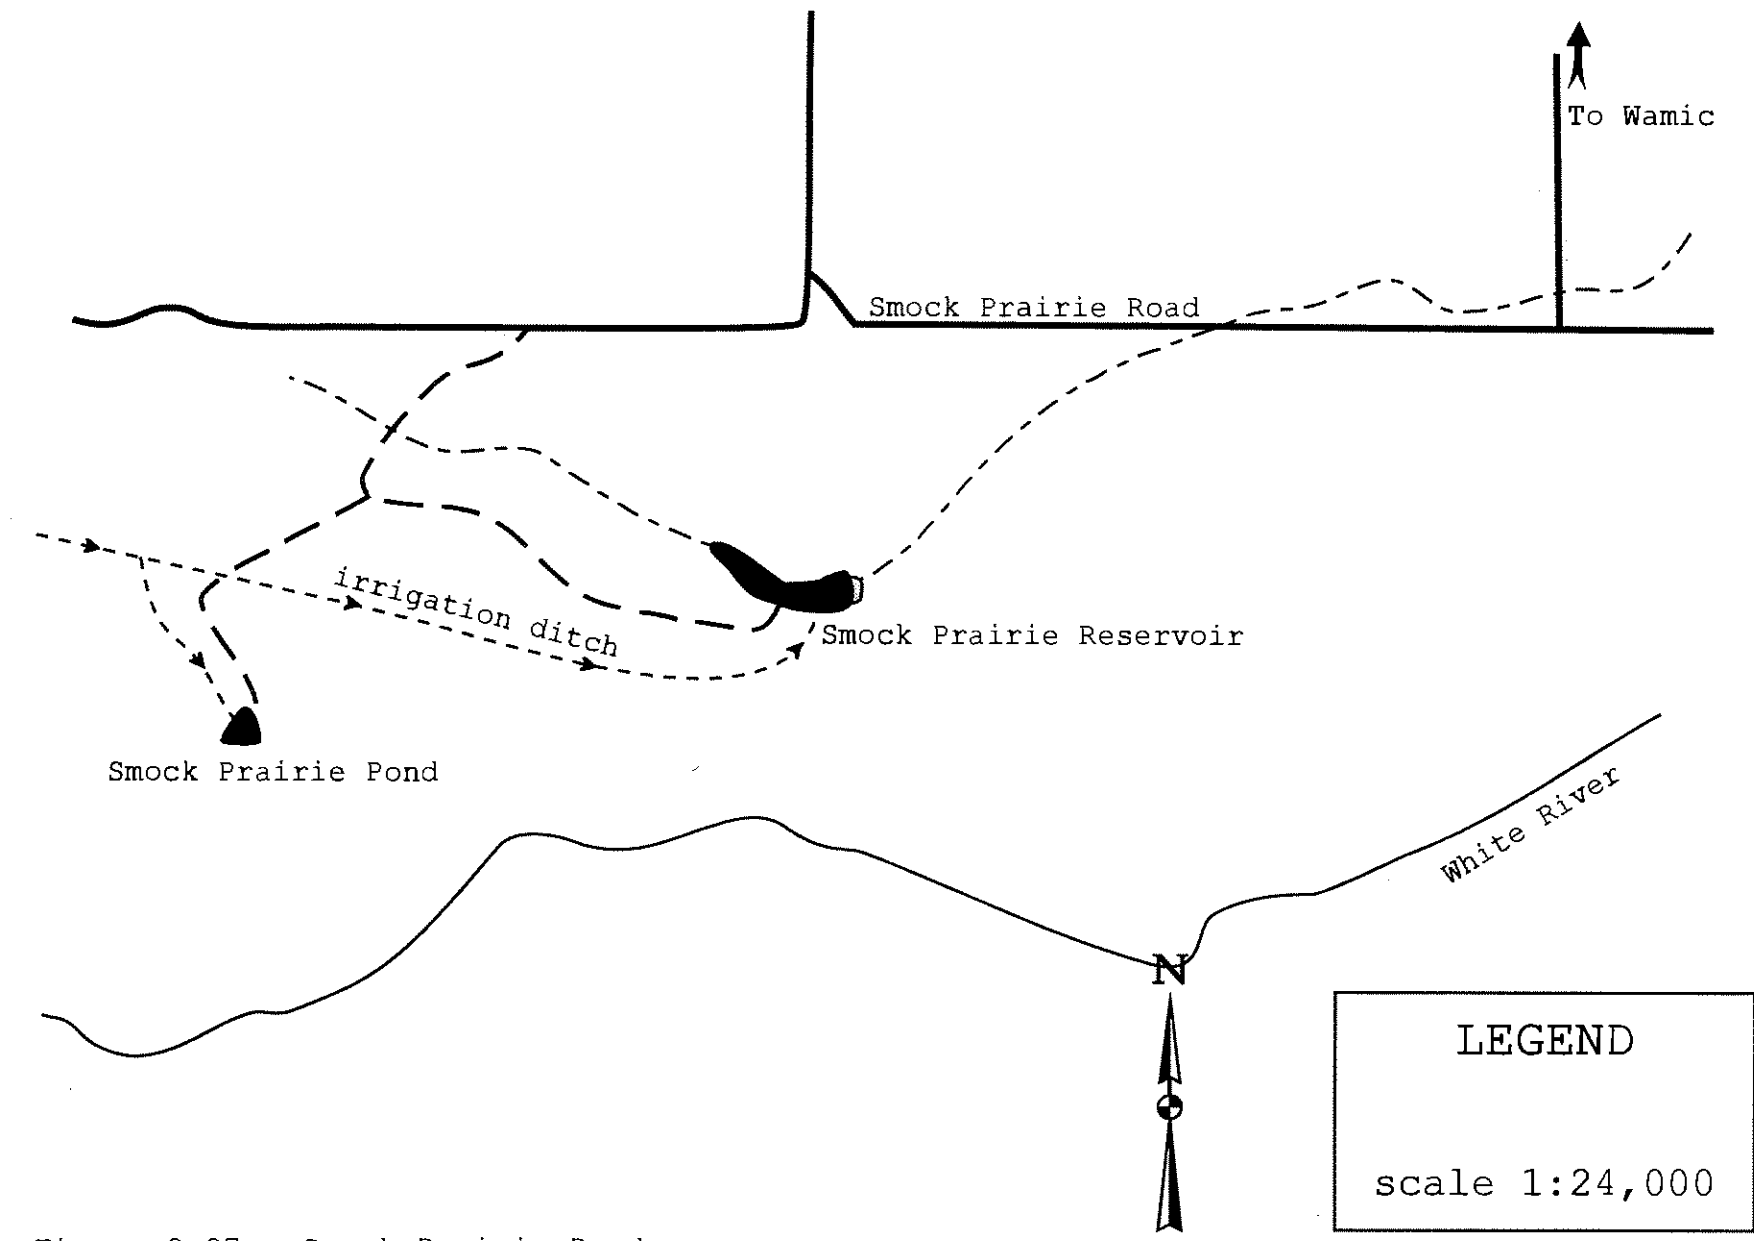 To Wamic
Smock Prairie Road
irrigation ditch
Smock Prairie Reservoir
Smock Prairie Pond
White River
N
LEGEND
scale 1:24,000